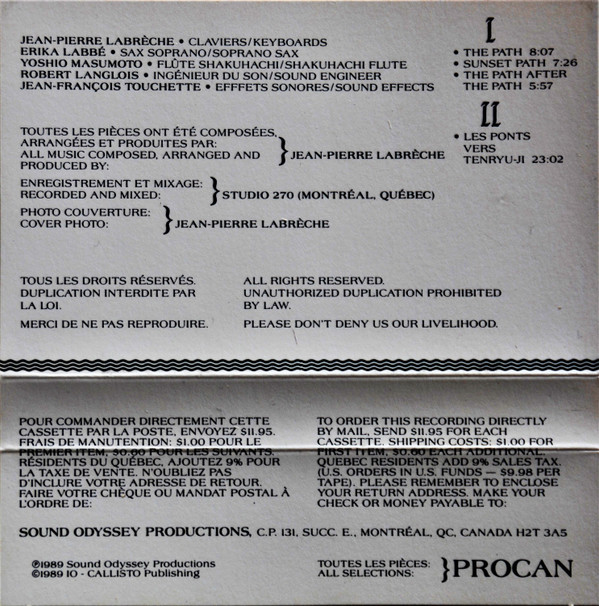 JEAN-PIERRE LABRÈCHE • CLAVIERS/KEYBOARDS
ERIKA LABBÉ • SAX SOPRANO/SOPRANO SAX
YOSHIO MASUMOTO • FLÛTE SHAKUHACHI/SHAKUHACHI FLUTE
ROBERT LANGLOIS • INGÉNIEUR DU SON/SOUND ENGINEER
JEAN-FRANÇOIS TOUCHETTE • EFFFETS SONORES/SOUND EFFECTS
I
• THE PATH 8:07
• SUNSET PATH 7:26
• THE PATH AFTER
THE PATH 5:57
II
• LES PONTS
VERS
TENRYU-JI 23:02
TOUTES LES PIÈCES ONT ÉTÉ COMPOSÉES,
ARRANGÉES ET PRODUITES PAR:
ALL MUSIC COMPOSED, ARRANGED AND
PRODUCED BY:
} JEAN-PIERRE LABRÈCHE
ENREGISTREMENT ET MIXAGE:
RECORDED AND MIXED:
} STUDIO 270 (MONTRÉAL, QUÉBEC)
PHOTO COUVERTURE:
COVER PHOTO:
} JEAN-PIERRE LABRÈCHE
TOUS LES DROITS RÉSERVÉS.
DUPLICATION INTERDITE PAR
LA LOI.
MERCI DE NE PAS REPRODUIRE.
ALL RIGHTS RESERVED.
UNAUTHORIZED DUPLICATION PROHIBITED
BY LAW.
PLEASE DON'T DENY US OUR LIVELIHOOD.
POUR COMMANDER DIRECTEMENT CETTE
CASSETTE PAR LA POSTE, ENVOYEZ $11.95.
FRAIS DE MANUTENTION: $1.00 POUR LE
PREMIER ITEM, $0.60 POUR LES SUIVANTS.
RÉSIDENTS DU QUÉBEC, AJOUTEZ 9% POUR
LA TAXE DE VENTE. N'OUBLIEZ PAS
D'INCLURE VOTRE ADRESSE DE RETOUR.
FAIRE VOTRE CHÈQUE OU MANDAT POSTAL À
L'ORDRE DE:
TO ORDER THIS RECORDING DIRECTLY
BY MAIL, SEND $11.95 FOR EACH
CASSETTE. SHIPPING COSTS: $1.00 FOR
FIRST ITEM, $0.60 EACH ADDITIONAL.
QUEBEC RESIDENTS ADD 9% SALES TAX.
(U.S. ORDERS IN U.S. FUNDS — $9.98 PER
TAPE). PLEASE REMEMBER TO ENCLOSE
YOUR RETURN ADDRESS. MAKE YOUR
CHECK OR MONEY PAYABLE TO:
SOUND ODYSSEY PRODUCTIONS, C.P. 131, SUCC. E., MONTRÉAL, QC, CANADA H2T 3A5
℗1989 Sound Odyssey Productions
©1989 IO - CALLISTO Publishing
TOUTES LES PIÈCES:
ALL SELECTIONS:
} PROCAN